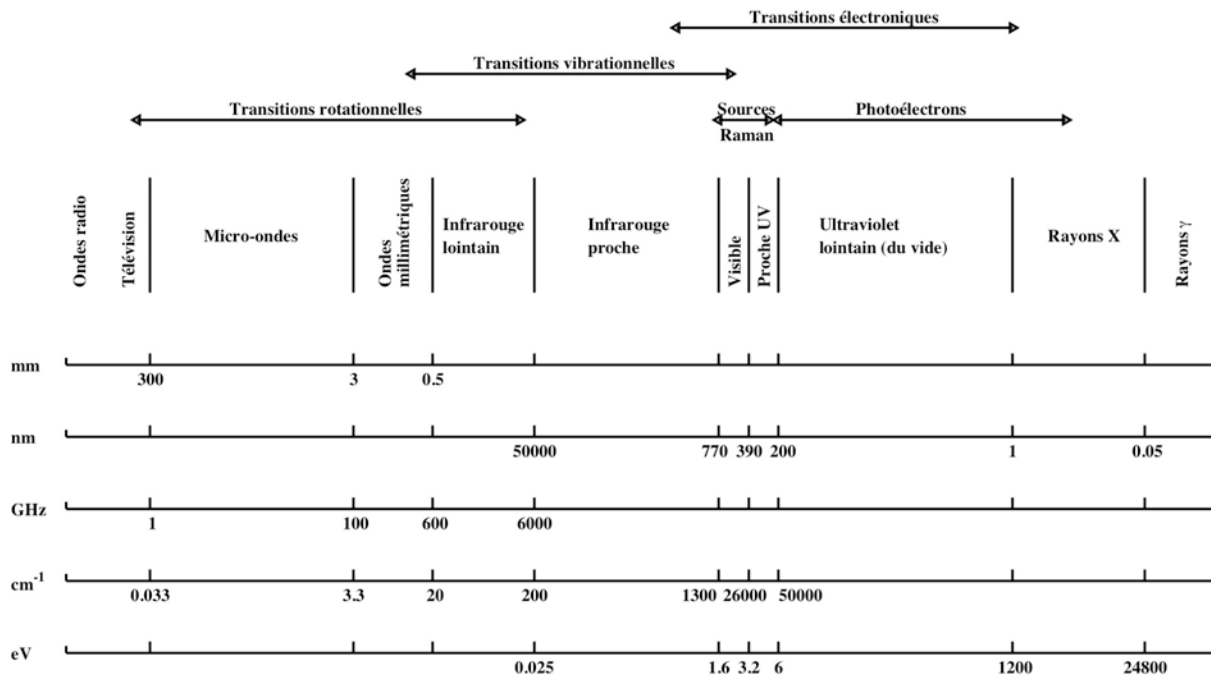 Transitions électroniques
Transitions vibrationnelles
Transitions rotationnelles
Sources
Raman
Photoélectrons
Ondes radio
Télévision
Micro-ondes
Ondes
millimétriques
Infrarouge
lointain
Infrarouge
proche
Visible
Proche UV
Ultraviolet
lointain (du vide)
Rayons X
Rayons γ
mm
300 3 0.5
nm
50000 770 390 200 1 0.05
GHz
1 100 600 6000
cm⁻¹
0.033 3.3 20 200 1300 26000 50000
eV
0.025 1.6 3.2 6 1200 24800